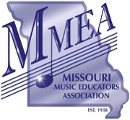 MMEA
MISSOURI
MUSIC EDUCATORS
ASSOCIATION
EST. 1938